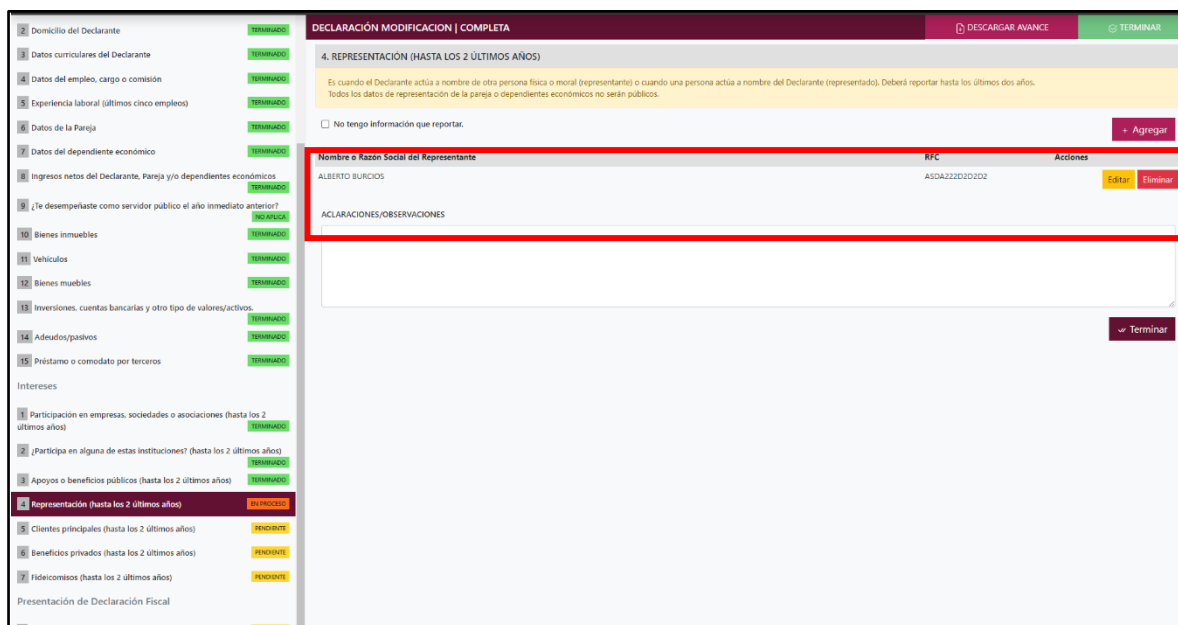 2 Domicilio del Declarante TERMINADO
3 Datos curriculares del Declarante TERMINADO
4 Datos del empleo, cargo o comisión TERMINADO
5 Experiencia laboral (últimos cinco empleos) TERMINADO
6 Datos de la Pareja TERMINADO
7 Datos del dependiente económico TERMINADO
8 Ingresos netos del Declarante, Pareja y/o dependientes económicos
TERMINADO
9 ¿Te desempeñaste como servidor público el año inmediato anterior?
NO APLICA
10 Bienes inmuebles TERMINADO
11 Vehículos TERMINADO
12 Bienes muebles TERMINADO
13 Inversiones, cuentas bancarias y otro tipo de valores/activos.
TERMINADO
14 Adeudos/pasivos TERMINADO
15 Préstamo o comodato por terceros TERMINADO
Intereses
1 Participación en empresas, sociedades o asociaciones (hasta los 2
últimos años) TERMINADO
2 ¿Participa en alguna de estas instituciones? (hasta los 2 últimos años)
TERMINADO
3 Apoyos o beneficios públicos (hasta los 2 últimos años) TERMINADO
4 Representación (hasta los 2 últimos años) EN PROCESO
5 Clientes principales (hasta los 2 últimos años) PENDIENTE
6 Beneficios privados (hasta los 2 últimos años) PENDIENTE
7 Fideicomisos (hasta los 2 últimos años) PENDIENTE
Presentación de Declaración Fiscal
DECLARACIÓN MODIFICACION | COMPLETA DESCARGAR AVANCE TERMINAR
4. REPRESENTACIÓN (HASTA LOS 2 ÚLTIMOS AÑOS)
Es cuando el Declarante actúa a nombre de otra persona física o moral (representante) o cuando una persona actúa a nombre del Declarante (representado). Deberá reportar hasta los últimos dos años.
Todos los datos de representación de la pareja o dependientes económicos no serán públicos.
No tengo información que reportar.
+ Agregar
Nombre o Razón Social del Representante RFC Acciones
ALBERTO BURCIOS ASDA222D2D2D2 Editar Eliminar
ACLARACIONES/OBSERVACIONES
Terminar